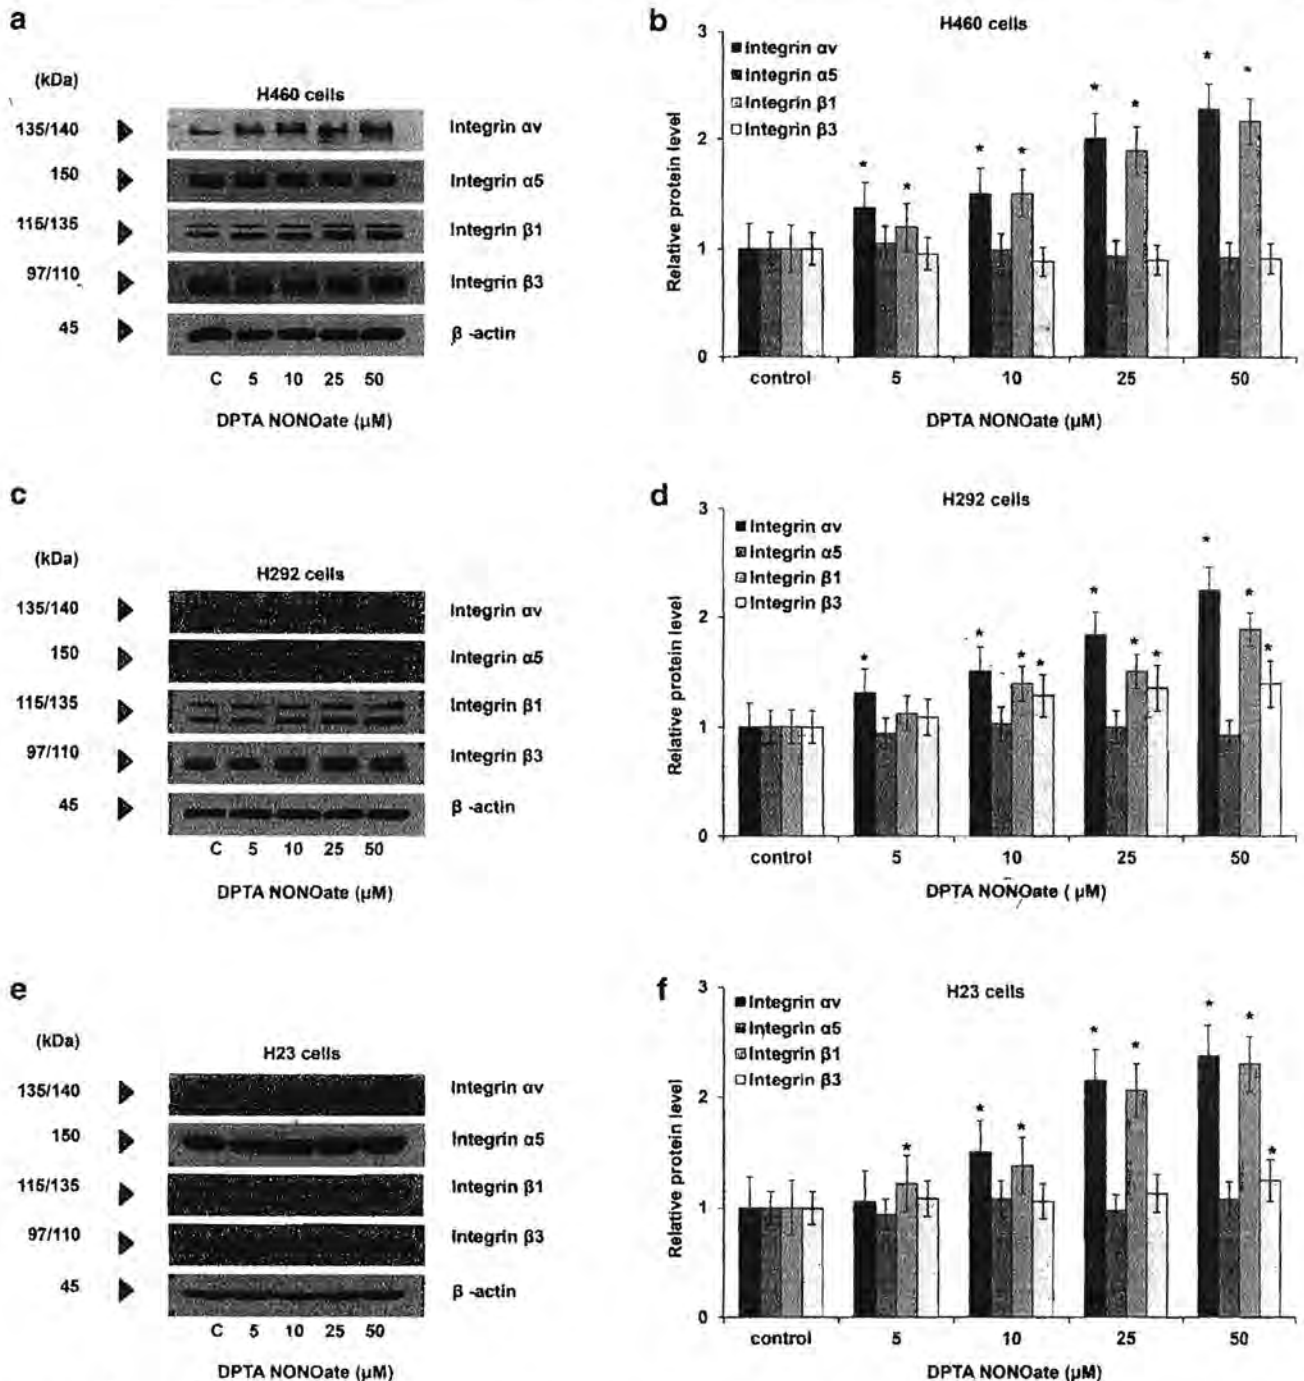 a
(kDa)
H460 cells
135/140
Integrin αv
150
Integrin α5
115/135
Integrin β1
97/110
Integrin β3
45
β -actin
C 5 10 25 50
DPTA NONOate (µM)
b
H460 cells
3
2
1
0
Relative protein level
Integrin αv
Integrin α5
Integrin β1
Integrin β3
* * * * * * * *
control 5 10 25 50
DPTA NONOate (µM)
c
(kDa)
H292 cells
135/140
Integrin αv
150
Integrin α5
115/135
Integrin β1
97/110
Integrin β3
45
β -actin
C 5 10 25 50
DPTA NONOate (µM)
d
H292 cells
3
2
1
0
Relative protein level
Integrin αv
Integrin α5
Integrin β1
Integrin β3
* * * * * * * * * *
control 5 10 25 50
DPTA NONOate ( µM)
e
(kDa)
H23 cells
135/140
Integrin αv
150
Integrin α5
115/135
Integrin β1
97/110
Integrin β3
45
β -actin
C 5 10 25 50
DPTA NONOate (µM)
f
H23 cells
3
2
1
0
Relative protein level
Integrin αv
Integrin α5
Integrin β1
Integrin β3
* * * * * * * *
control 5 10 25 50
DPTA NONOate (µM)